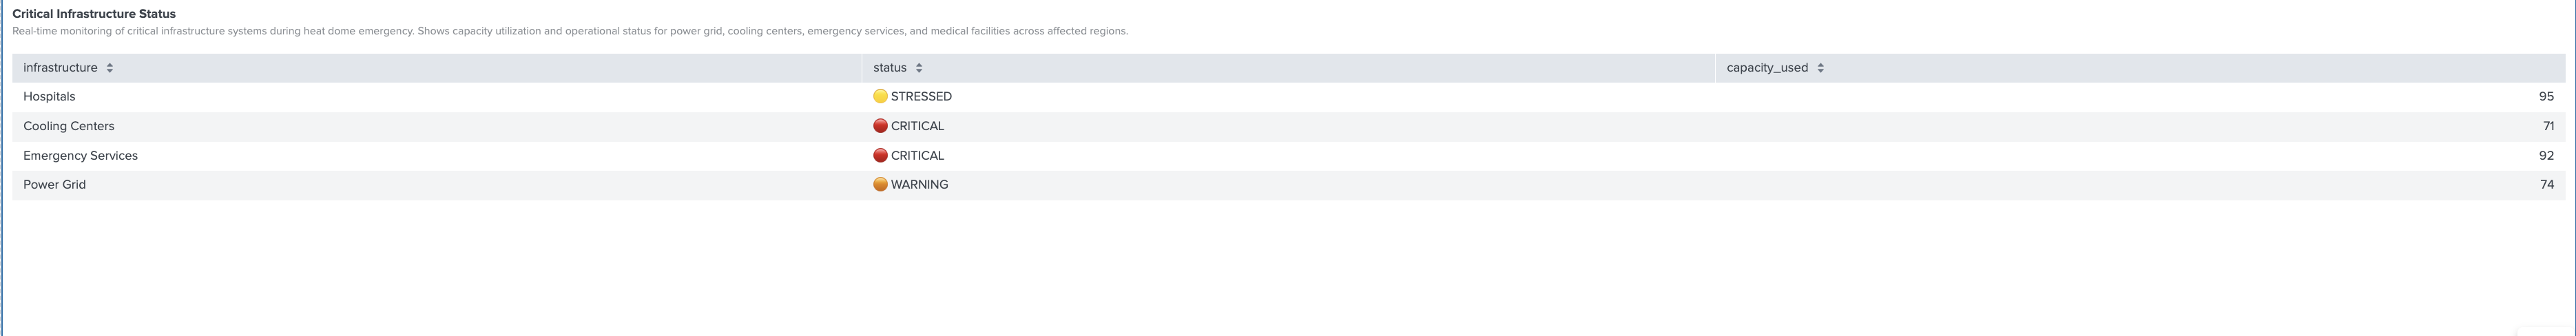 Critical Infrastructure Status
Real-time monitoring of critical infrastructure systems during heat dome emergency. Shows capacity utilization and operational status for power grid, cooling centers, emergency services, and medical facilities across affected regions.
infrastructure status capacity_used
Hospitals STRESSED 95
Cooling Centers CRITICAL 71
Emergency Services CRITICAL 92
Power Grid WARNING 74